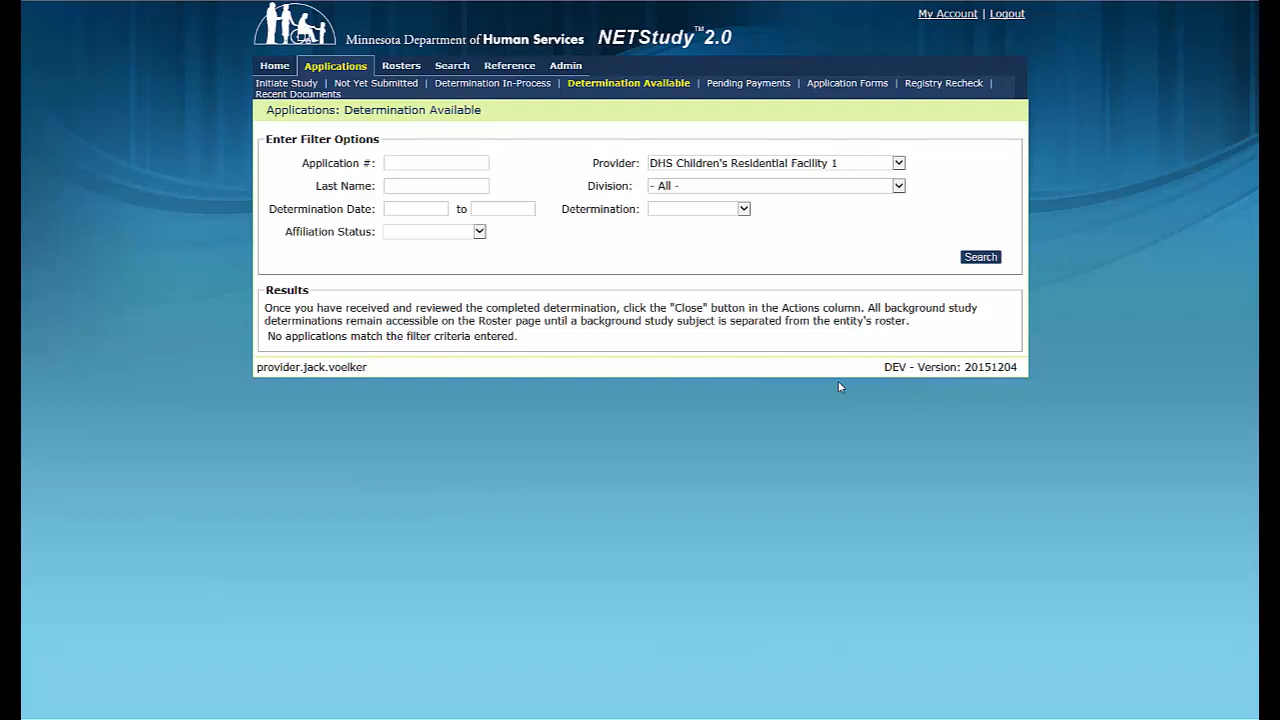 My Account | Logout
Minnesota Department of Human Services NETStudy™2.0
Home Applications Rosters Search Reference Admin
Initiate Study | Not Yet Submitted | Determination In-Process | Determination Available | Pending Payments | Application Forms | Registry Recheck |
Recent Documents
Applications: Determination Available
Enter Filter Options
Application #: Provider: DHS Children's Residential Facility 1
Last Name: Division: - All -
Determination Date: to Determination:
Affiliation Status:
Search
Results
Once you have received and reviewed the completed determination, click the "Close" button in the Actions column. All background study
determinations remain accessible on the Roster page until a background study subject is separated from the entity's roster.
No applications match the filter criteria entered.
provider.jack.voelker DEV - Version: 20151204